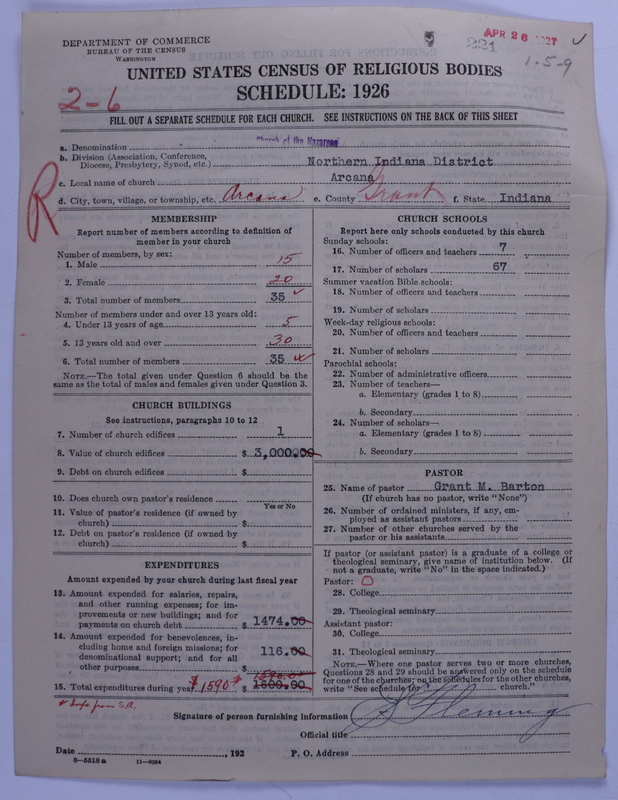 DEPARTMENT OF COMMERCE
BUREAU OF THE CENSUS
WASHINGTON
221
APR 26 1927
1-5-9
UNITED STATES CENSUS OF RELIGIOUS BODIES
SCHEDULE: 1926
2-6
FILL OUT A SEPARATE SCHEDULE FOR EACH CHURCH. SEE INSTRUCTIONS ON THE BACK OF THIS SHEET
a. Denomination Church of the Nazarene
b. Division (Association, Conference, Diocese, Presbytery, Synod, etc.) Northern Indiana District
c. Local name of church Arcana
R
d. City, town, village, or township, etc. Arcana e. County Grant f. State Indiana
MEMBERSHIP
Report number of members according to definition of
member in your church
Number of members, by sex:
1. Male 15
2. Female 20
3. Total number of members 35
Number of members under and over 13 years old:
4. Under 13 years of age 5
5. 13 years old and over 30
6. Total number of members 35
NOTE.—The total given under Question 6 should be the
same as the total of males and females given under Question 3.
CHURCH BUILDINGS
See instructions, paragraphs 10 to 12
7. Number of church edifices 1
8. Value of church edifices $ 3,000.00
9. Debt on church edifices $
10. Does church own pastor's residence
Yes or No
11. Value of pastor's residence (if owned by
church) $
12. Debt on pastor's residence (if owned by
church) $
EXPENDITURES
Amount expended by your church during last fiscal year
13. Amount expended for salaries, repairs,
and other running expenses; for im-
provements or new buildings; and for
payments on church debt $ 1474.00
14. Amount expended for benevolences, in-
cluding home and foreign missions; for
denominational support; and for all
other purposes 116.00
1590.00
15. Total expenditures during year $1590* $ 1600.00
* Info from S.A.
CHURCH SCHOOLS
Report here only schools conducted by this church
Sunday schools:
16. Number of officers and teachers 7
17. Number of scholars 67
Summer vacation Bible schools:
18. Number of officers and teachers
19. Number of scholars
Week-day religious schools:
20. Number of officers and teachers
21. Number of scholars
Parochial schools:
22. Number of administrative officers
23. Number of teachers—
a. Elementary (grades 1 to 8)
b. Secondary
24. Number of scholars—
a. Elementary (grades 1 to 8)
b. Secondary
PASTOR
25. Name of pastor Grant M. Barton
(If church has no pastor, write "None")
26. Number of ordained ministers, if any, em-
ployed as assistant pastors
27. Number of other churches served by the
pastor or his assistants
If pastor (or assistant pastor) is a graduate of a college or
theological seminary, give name of institution below. (If
not a graduate, write "No" in the space indicated.)
Pastor:
28. College
29. Theological seminary
Assistant pastor:
30. College
31. Theological seminary
NOTE.—Where one pastor serves two or more churches,
Questions 28 and 29 should be answered only on the schedule
for one of the churches; on the schedules for the other churches,
write "See schedule for church."
Signature of person furnishing information Fleming
Official title
Date , 192 P. O. Address
8-5518 a 11-9064